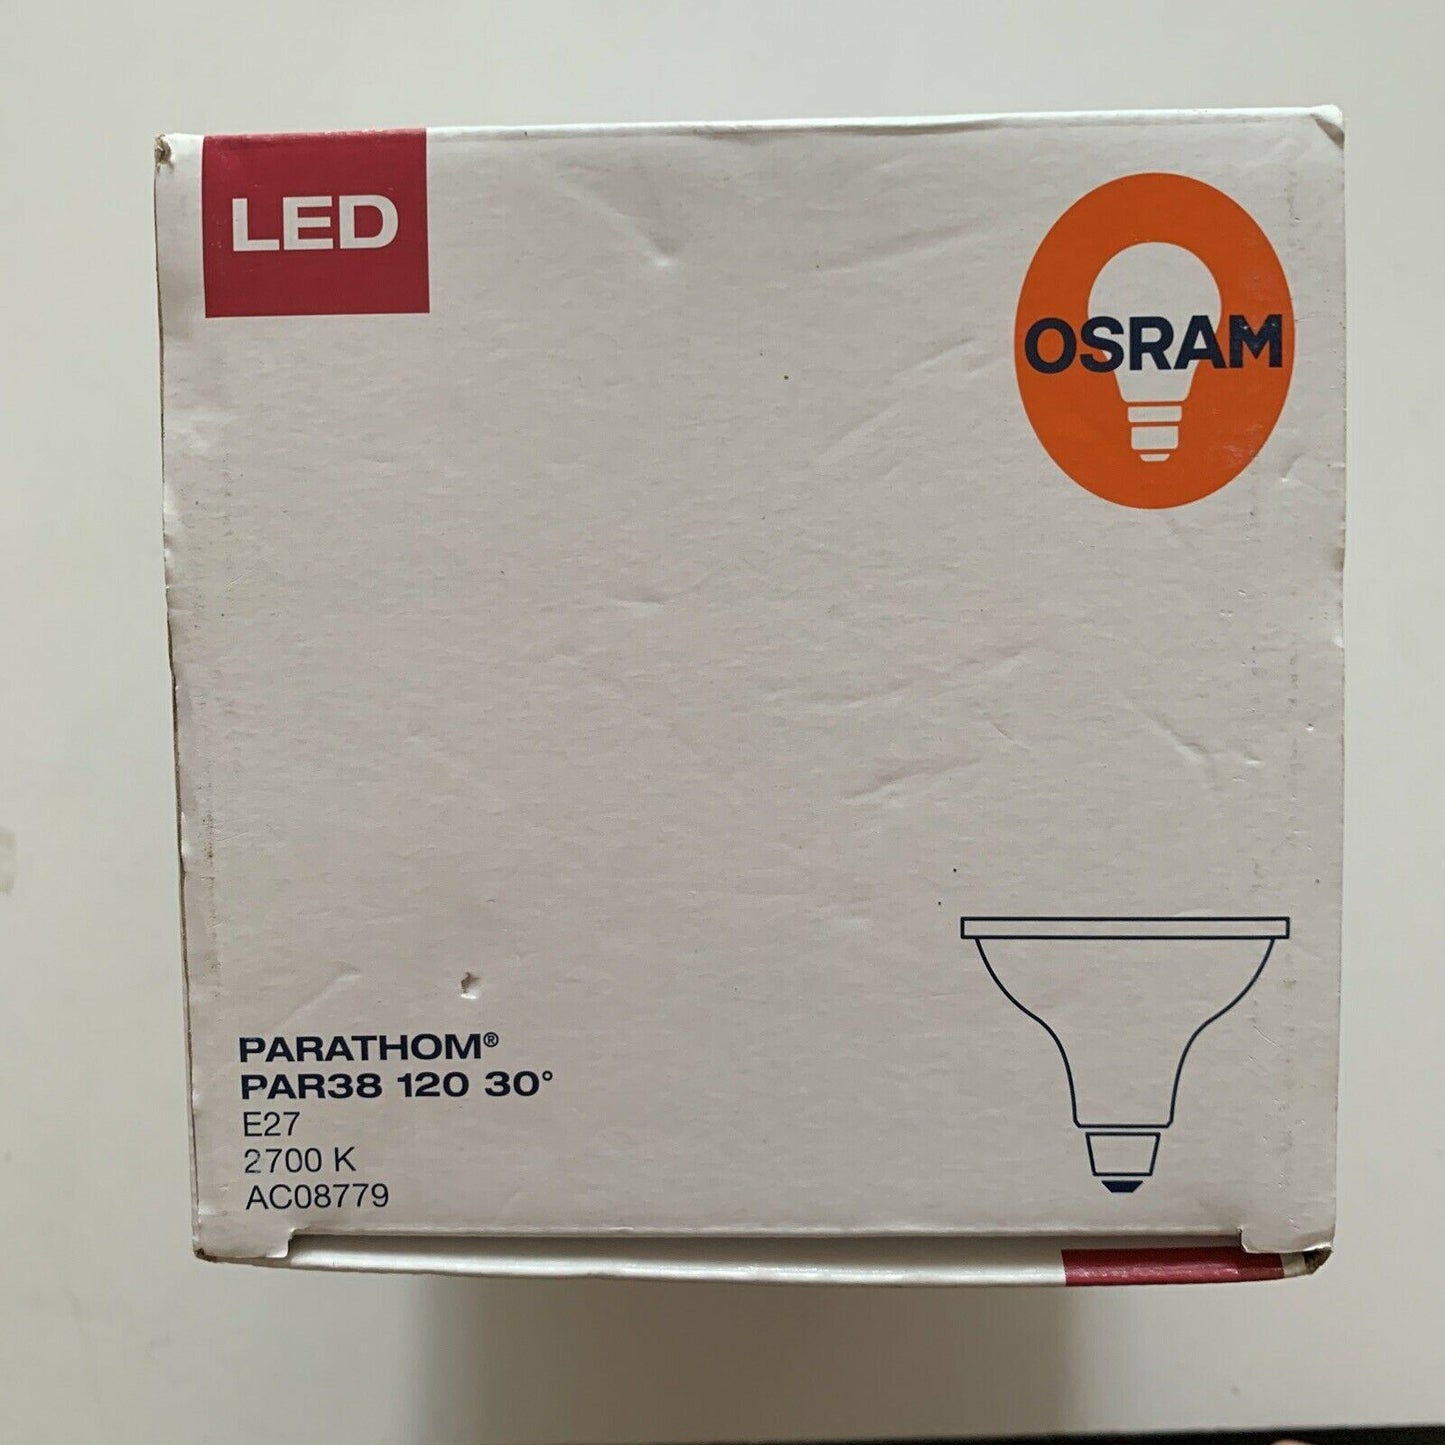 LED
OSRAM
PARATHOM®
PAR38 120 30°
E27
2700 K
AC08779